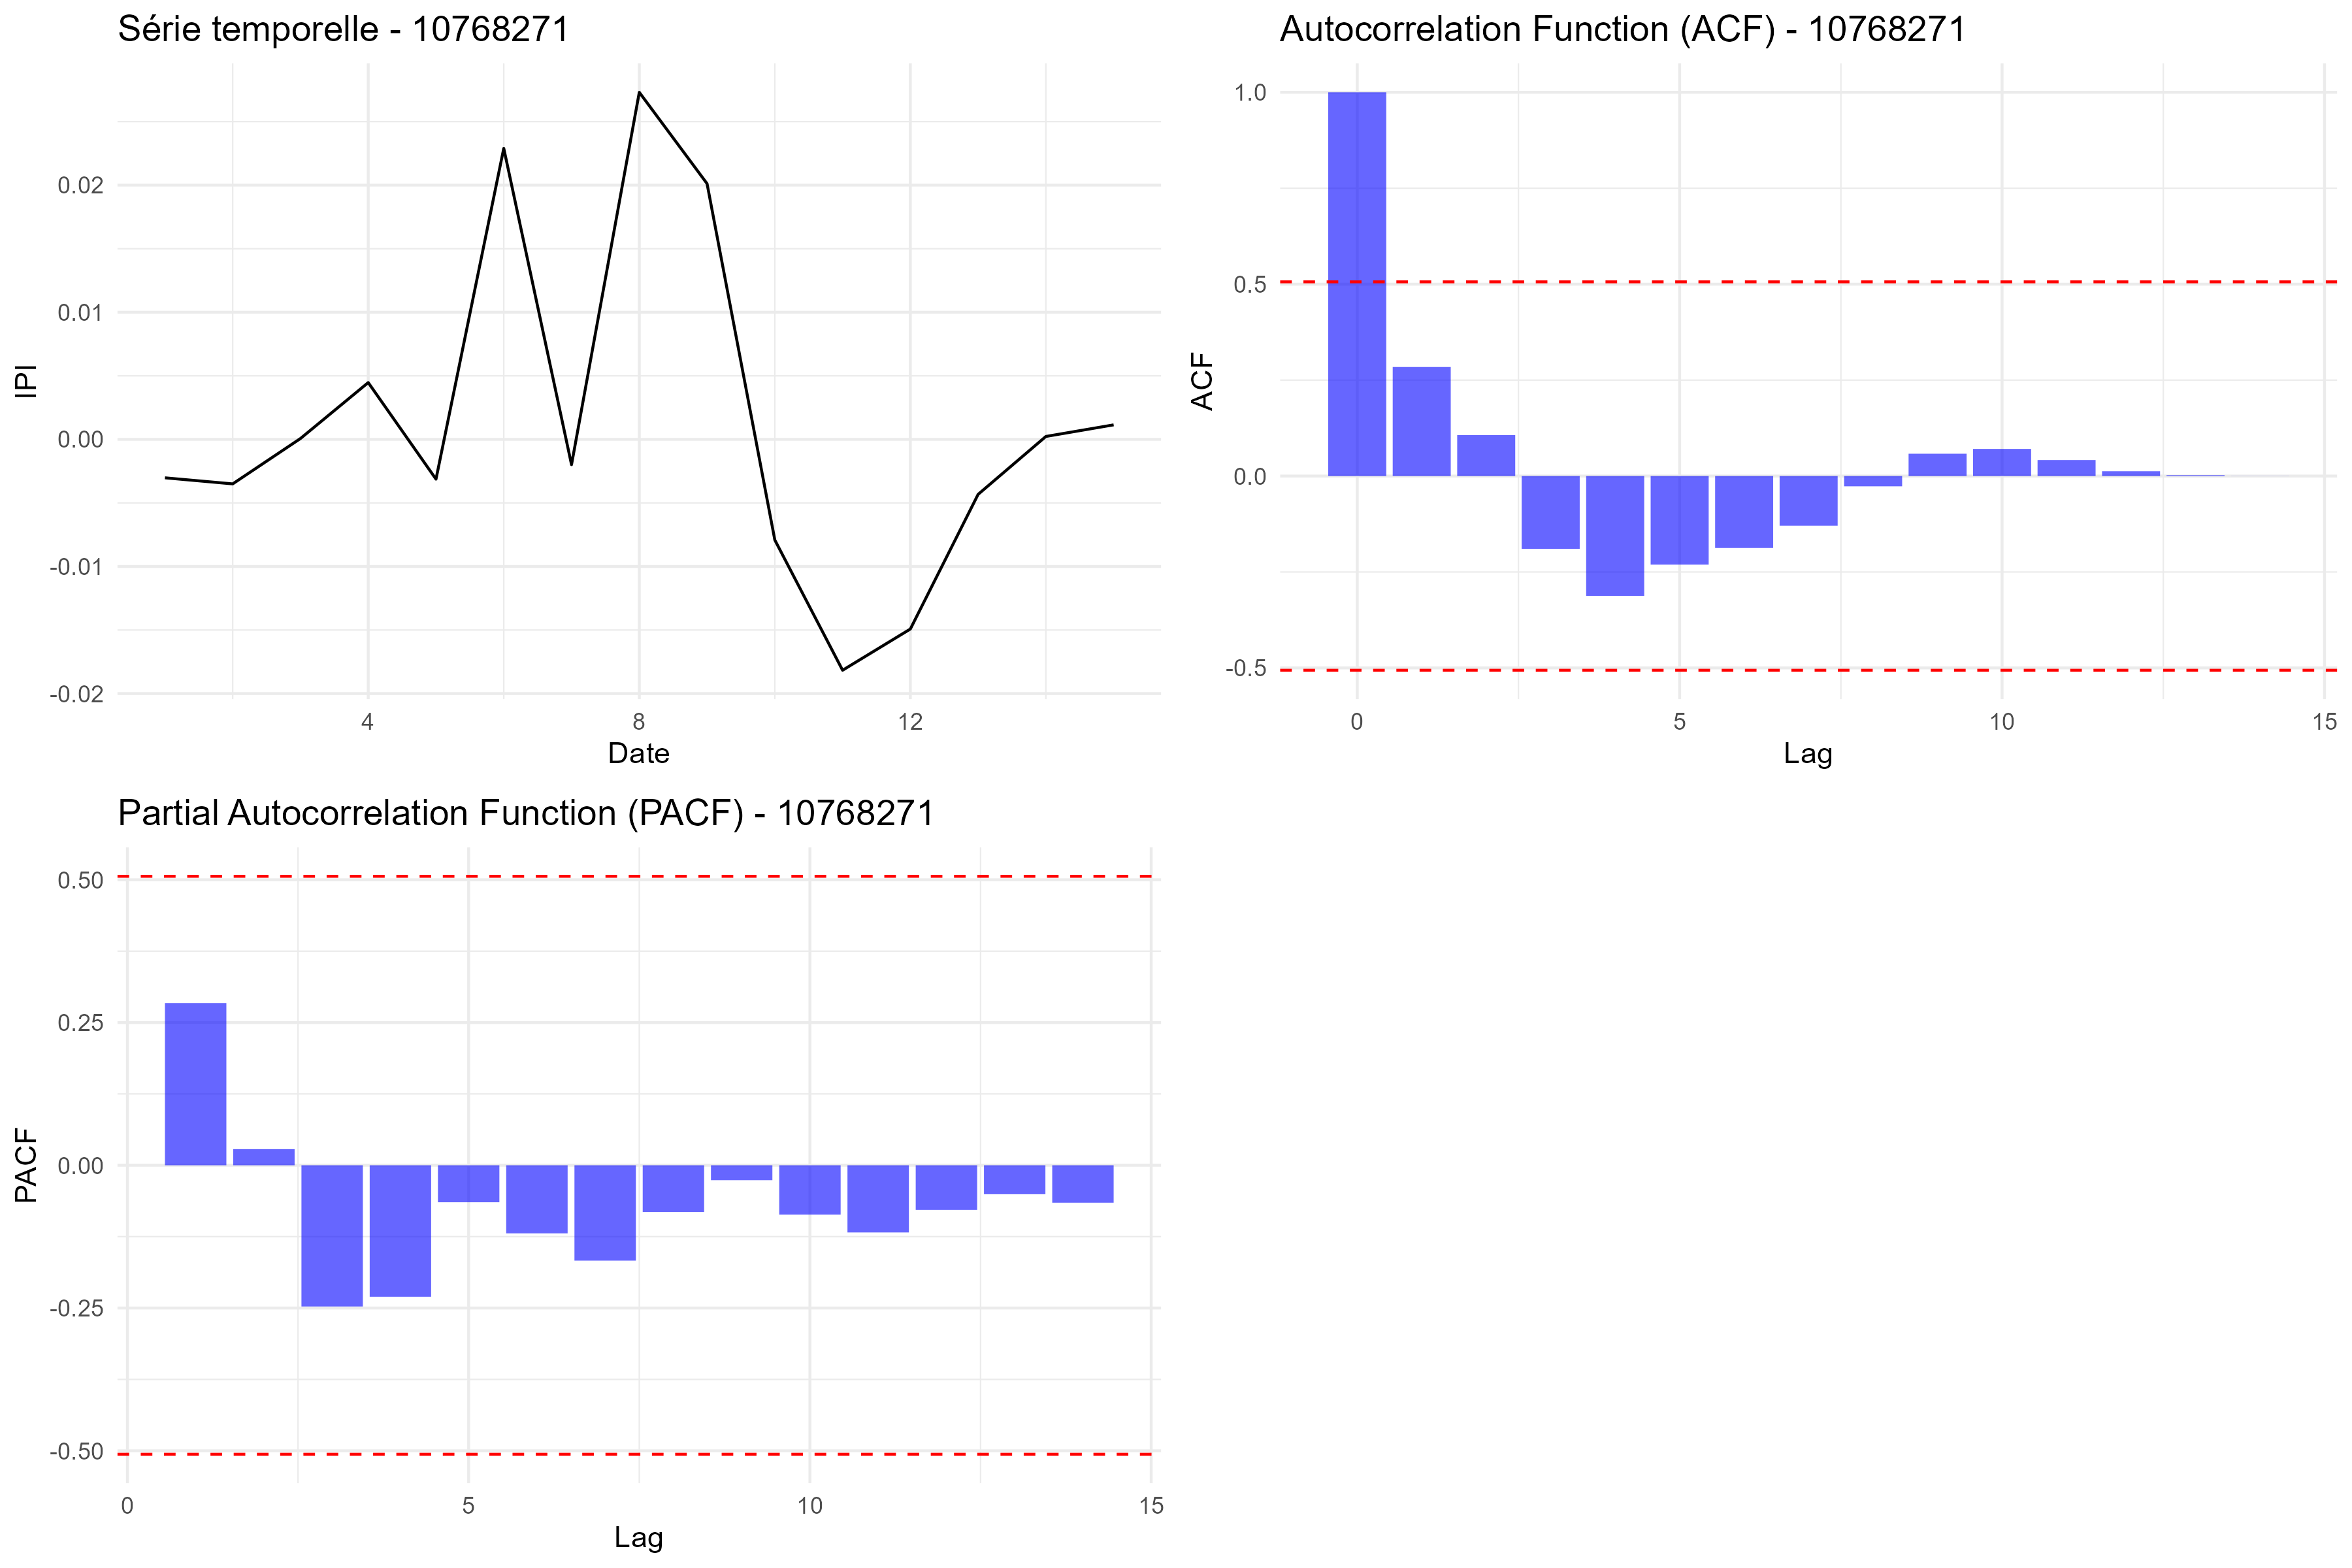 Série temporelle - 10768271
IPI
0.02
0.01
0.00
-0.01
-0.02
4
8
12
Date
Autocorrelation Function (ACF) - 10768271
ACF
1.0
0.5
0.0
-0.5
0
5
10
15
Lag
Partial Autocorrelation Function (PACF) - 10768271
PACF
0.50
0.25
0.00
-0.25
-0.50
0
5
10
15
Lag